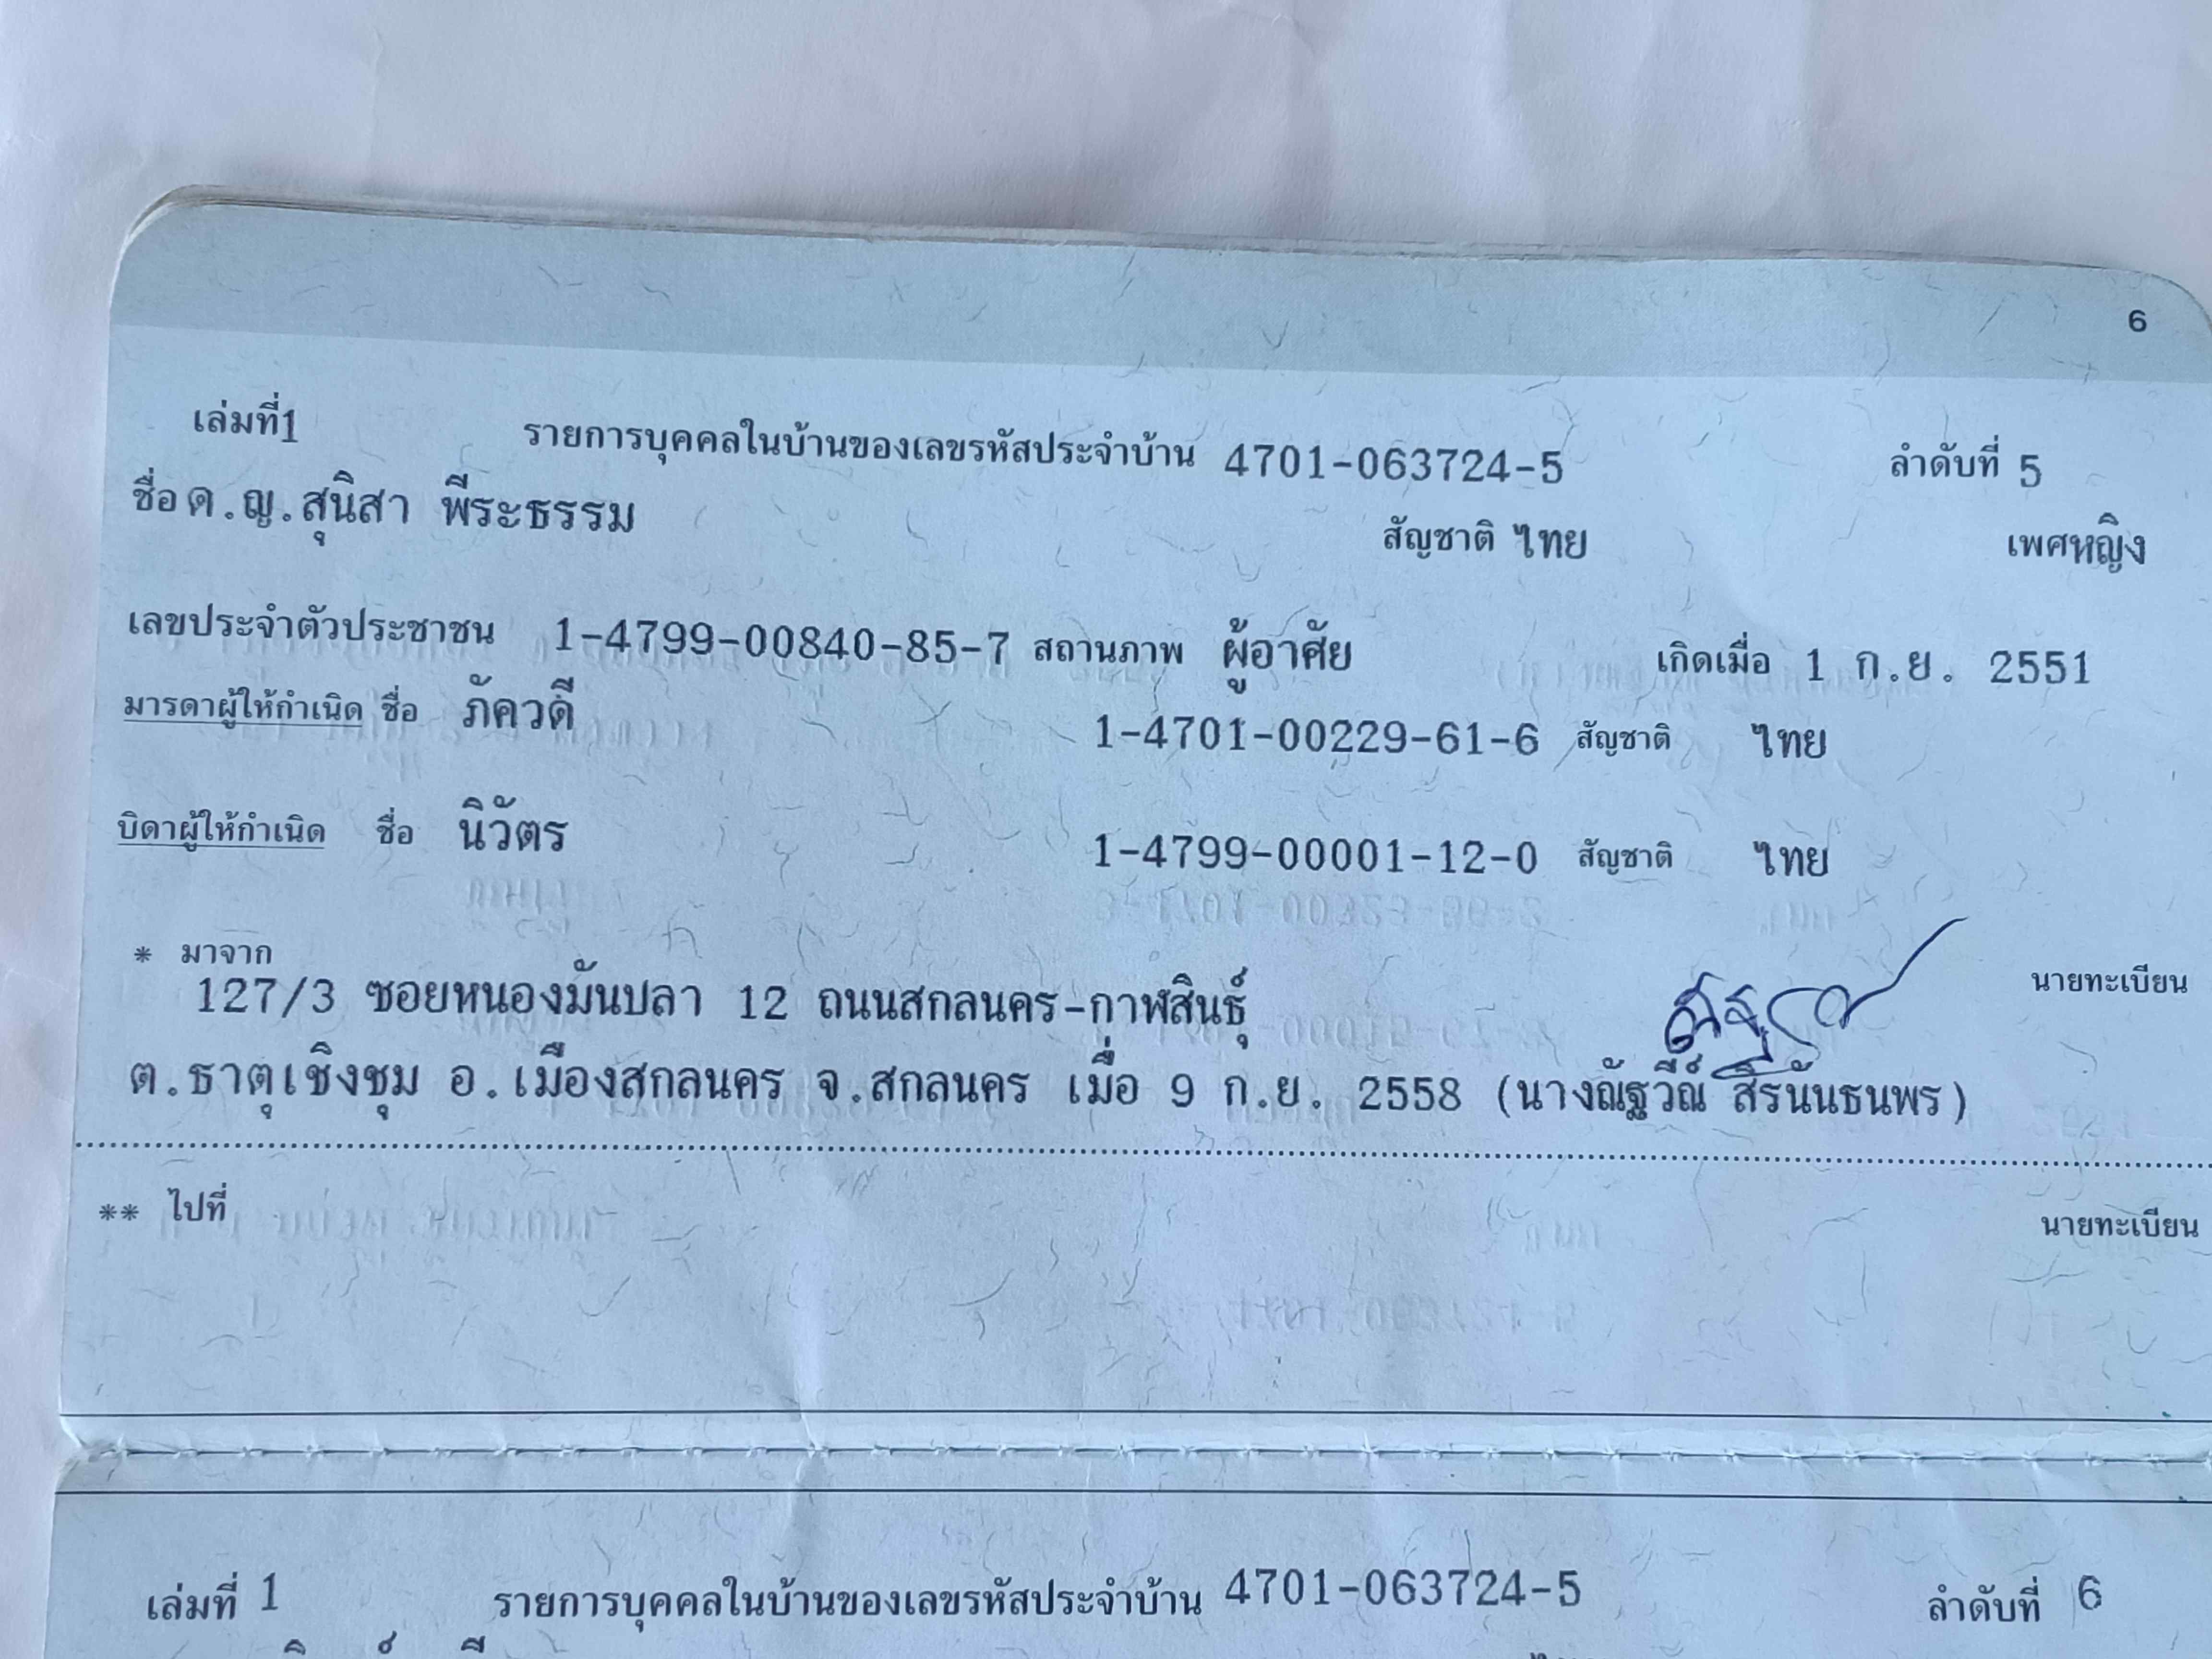 6
เล่มที่1 รายการบุคคลในบ้านของเลขรหัสประจำบ้าน 4701-063724-5 ลำดับที่ 5
ชื่อด.ญ.สุนิสา พีระธรรม สัญชาติ ไทย เพศหญิง
เลขประจำตัวประชาชน 1-4799-00840-85-7 สถานภาพ ผู้อาศัย เกิดเมื่อ 1 ก.ย. 2551
มารดาผู้ให้กำเนิด ชื่อ ภัควดี 1-4701-00229-61-6 สัญชาติ ไทย
บิดาผู้ให้กำเนิด ชื่อ นิวัตร 1-4799-00001-12-0 สัญชาติ ไทย
* มาจาก นายทะเบียน
127/3 ซอยหนองมันปลา 12 ถนนสกลนคร-กาฬสินธุ์
ต.ธาตุเชิงชุม อ.เมืองสกลนคร จ.สกลนคร เมื่อ 9 ก.ย. 2558 (นางณัฐวีณ์ สิรนันธนพร)
** ไปที่ นายทะเบียน
เล่มที่ 1 รายการบุคคลในบ้านของเลขรหัสประจำบ้าน 4701-063724-5 ลำดับที่ 6